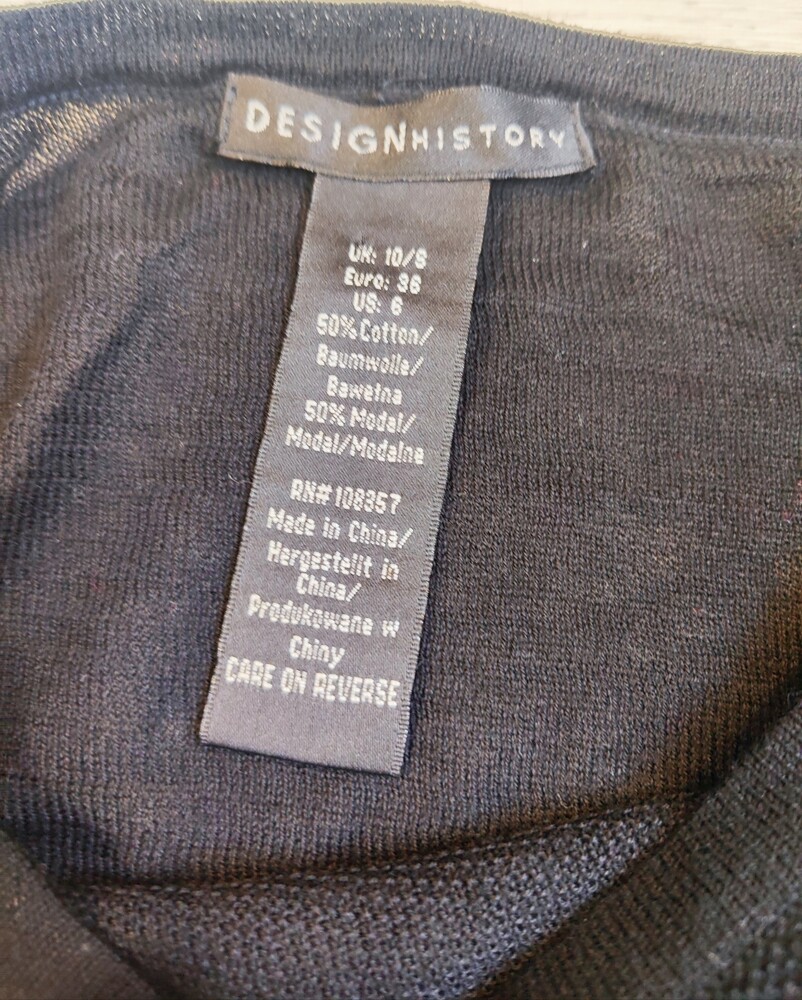 DESIGNHISTORY
UK: 10/S
Euro: 36
US: 6
50% Cotton/
Baumwolle/
Bawełna
50% Modal/
Modal/Modalna
RN# 108357
Made in China/
Hergestellt in
China/
Produkowane w
Chiny
CARE ON REVERSE